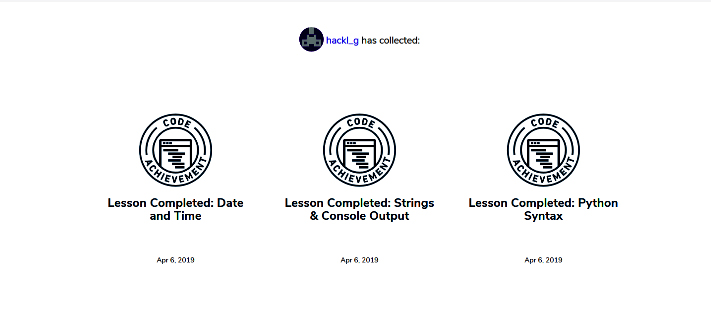 hackl_g has collected:
CODE ACHIEVEMENT
CODE ACHIEVEMENT
CODE ACHIEVEMENT
Lesson Completed: Date
and Time
Lesson Completed: Strings
& Console Output
Lesson Completed: Python
Syntax
Apr 6, 2019
Apr 6, 2019
Apr 6, 2019